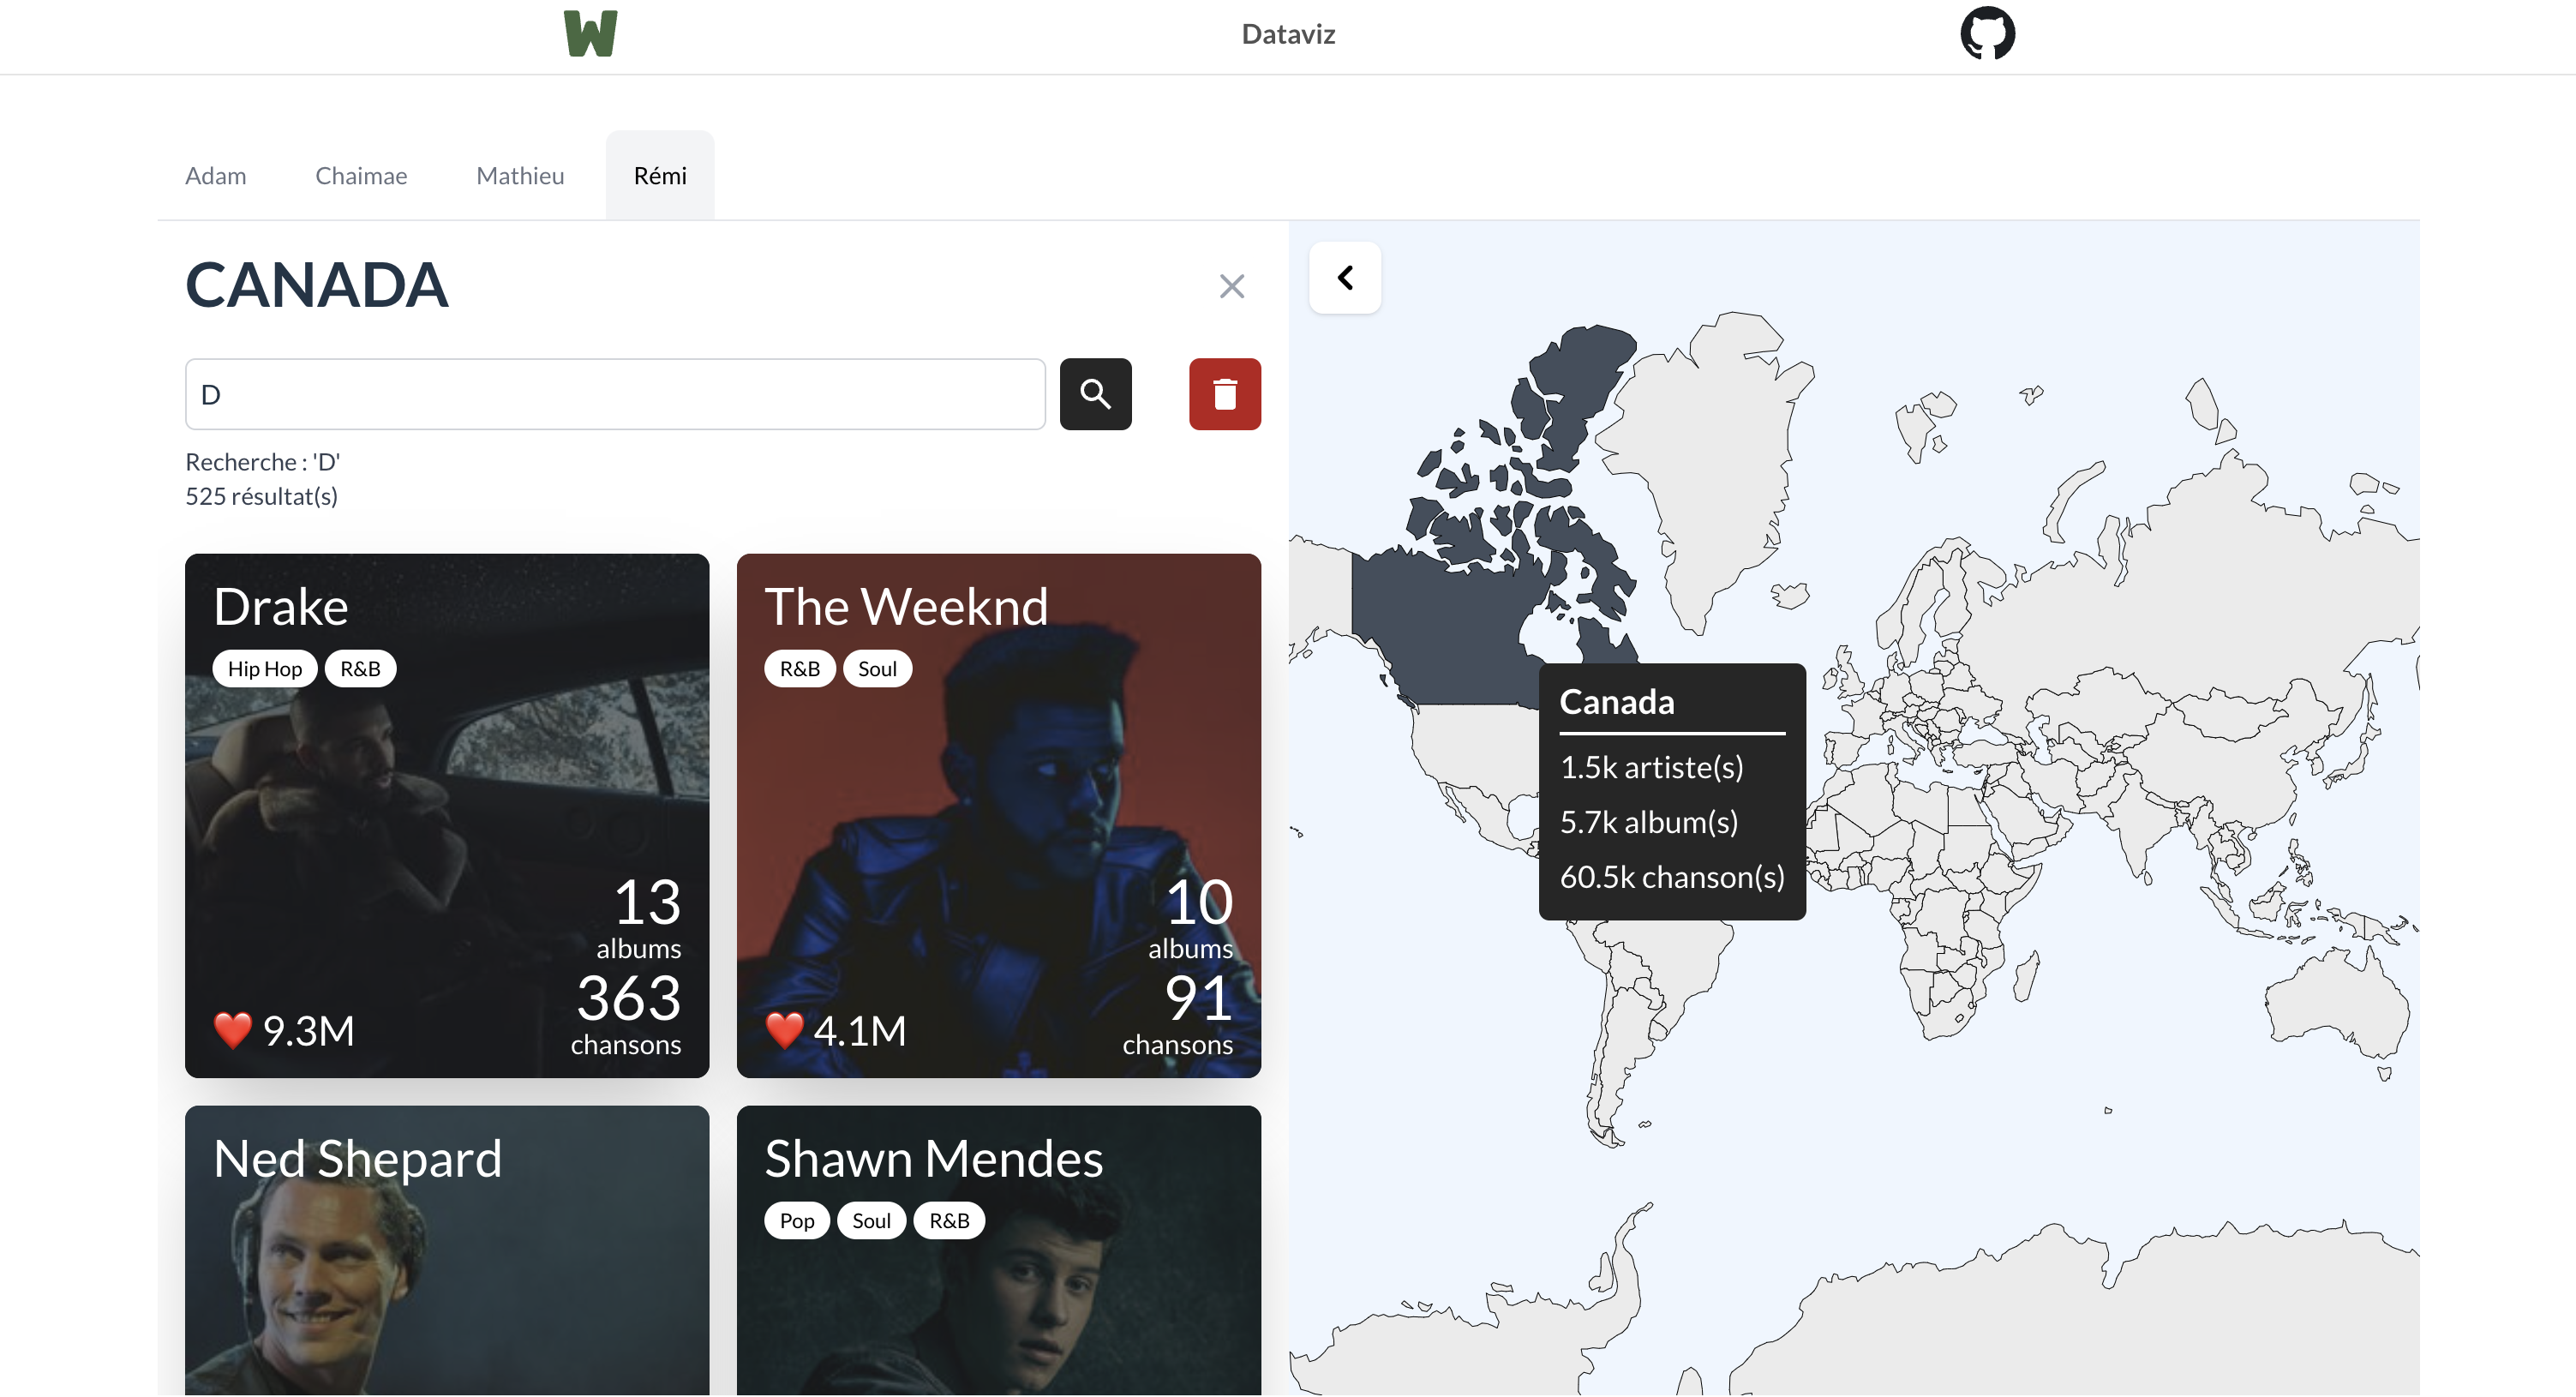 W
Dataviz
Adam
Chaimae
Mathieu
Rémi
CANADA
D
Recherche : 'D'
525 résultat(s)
Drake
Hip Hop
R&B
13
albums
363
chansons
❤️ 9.3M
The Weeknd
R&B
Soul
10
albums
91
chansons
❤️ 4.1M
Ned Shepard
Shawn Mendes
Pop
Soul
R&B
Canada
1.5k artiste(s)
5.7k album(s)
60.5k chanson(s)